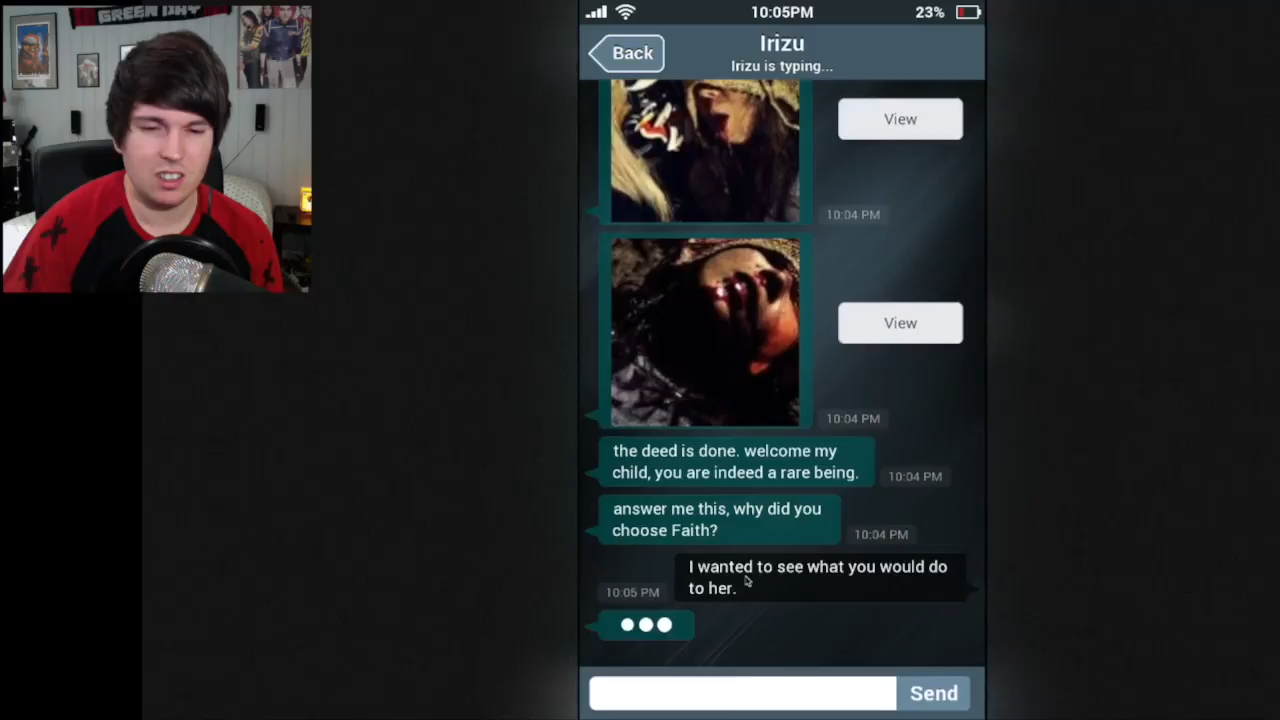 GREEN DAY
10:05PM
23%
Back
Irizu
Irizu is typing...
View
10:04 PM
View
10:04 PM
the deed is done. welcome my
child, you are indeed a rare being.
10:04 PM
answer me this, why did you
choose Faith?
10:04 PM
I wanted to see what you would do
to her.
10:05 PM
Send